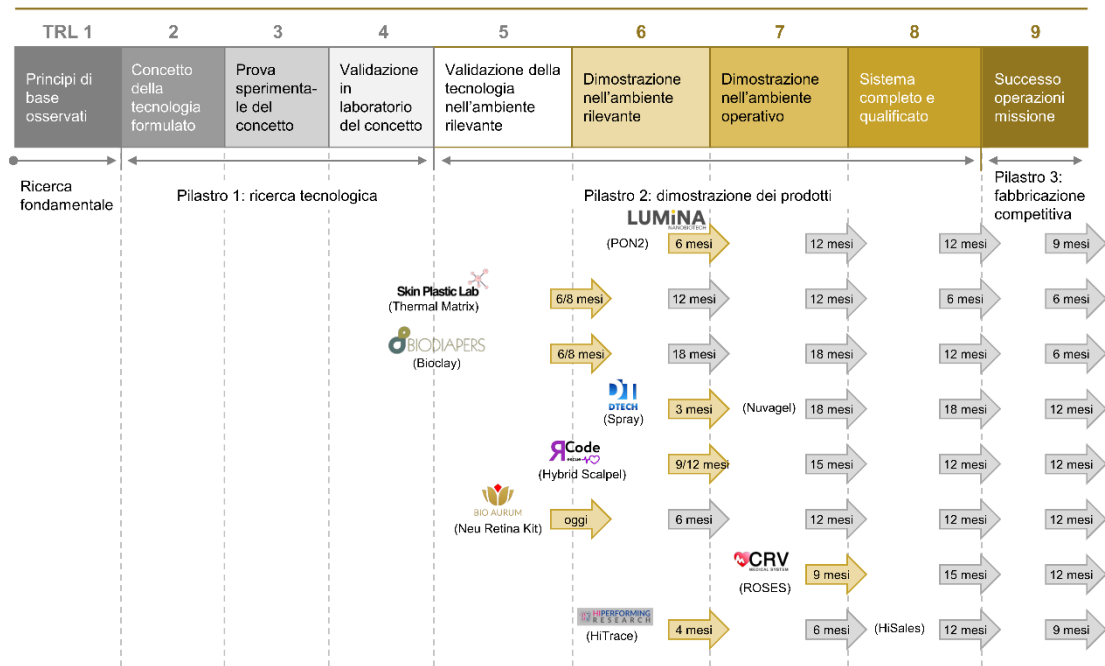 TRL 1 2 3 4 5 6 7 8 9
Principi di
base
osservati
Concetto
della
tecnologia
formulato
Prova
sperimenta-
le del
concetto
Validazione
in
laboratorio
del concetto
Validazione della
tecnologia
nell'ambiente
rilevante
Dimostrazione
nell'ambiente
rilevante
Dimostrazione
nell'ambiente
operativo
Sistema
completo e
qualificato
Successo
operazioni
missione
Ricerca
fondamentale
Pilastro 1: ricerca tecnologica
Pilastro 2: dimostrazione dei prodotti
Pilastro 3:
fabbricazione
competitiva
LUMiNA
NANOBIOTECH
(PON2) 6 mesi 12 mesi 12 mesi 9 mesi
Skin Plastic Lab
(Thermal Matrix) 6/8 mesi 12 mesi 12 mesi 6 mesi 6 mesi
BIODIAPERS
(Bioclay) 6/8 mesi 18 mesi 18 mesi 12 mesi 6 mesi
DTECH
(Spray) 3 mesi (Nuvagel) 18 mesi 18 mesi 12 mesi
RCode
rescue
(Hybrid Scalpel) 9/12 mesi 15 mesi 12 mesi 12 mesi
BIO AURUM
(Neu Retina Kit) oggi 6 mesi 12 mesi 12 mesi 12 mesi
CRV
MEDICAL SYSTEM
(ROSES) 9 mesi 15 mesi 12 mesi
HIPERFORMING
RESEARCH
(HiTrace) 4 mesi 6 mesi (HiSales) 12 mesi 9 mesi